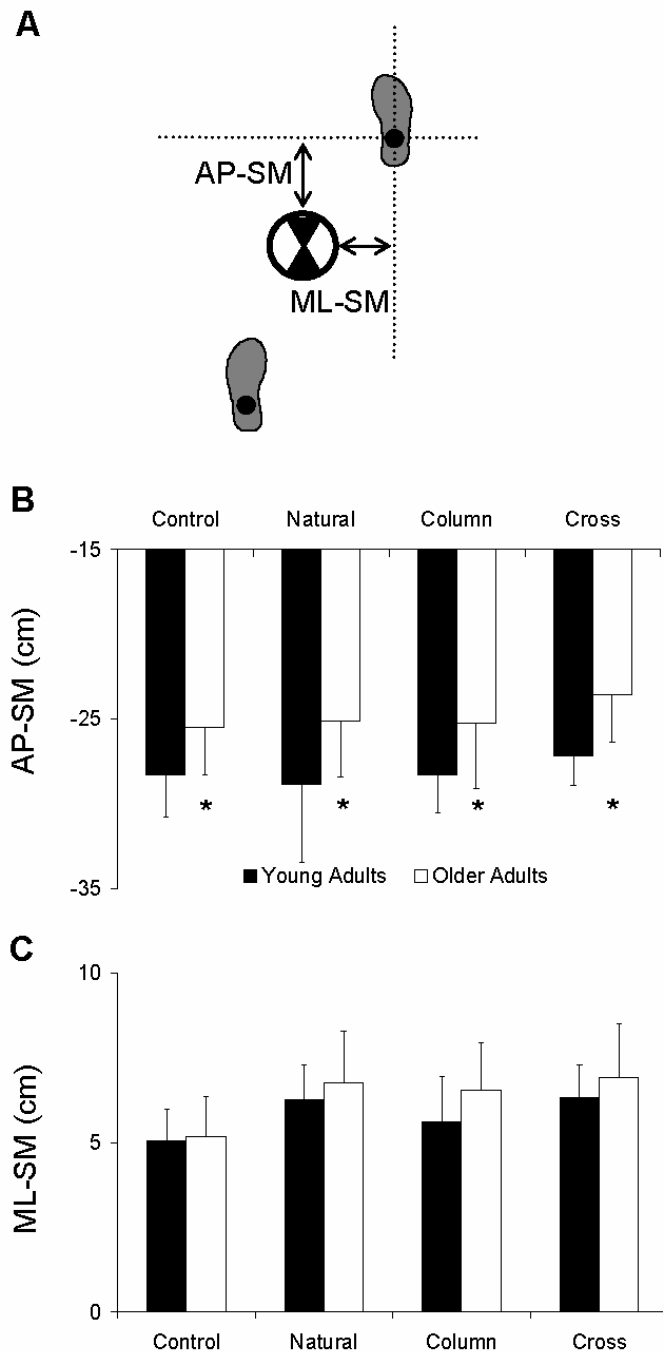 A
AP-SM
ML-SM
B
Control Natural Column Cross
-15
-25
-35
AP-SM (cm)
* * * *
Young Adults Older Adults
C
10
5
0
ML-SM (cm)
Control Natural Column Cross